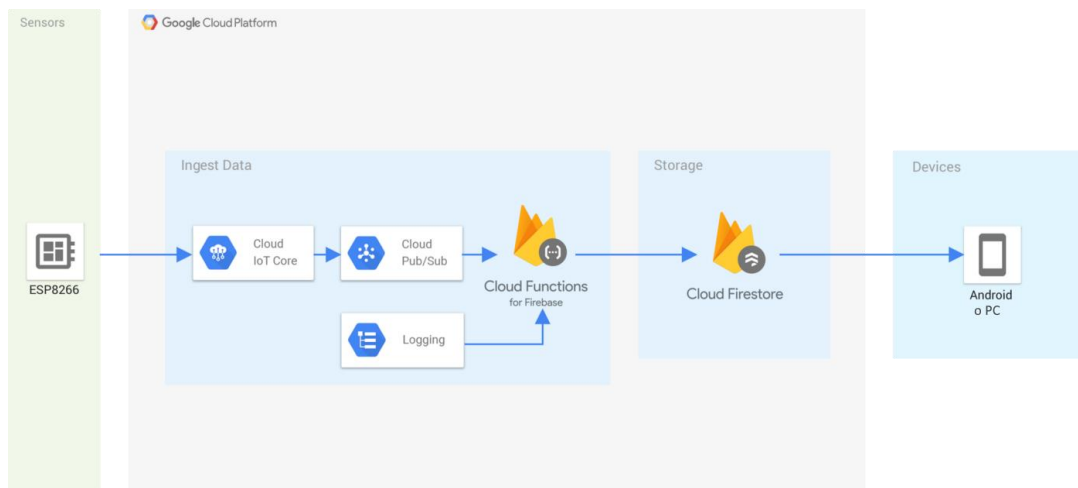 Sensors
Google Cloud Platform
Ingest Data
Storage
Devices
Cloud
IoT Core
Cloud
Pub/Sub
ESP8266
Cloud Functions
for Firebase
Cloud Firestore
Android
o PC
Logging